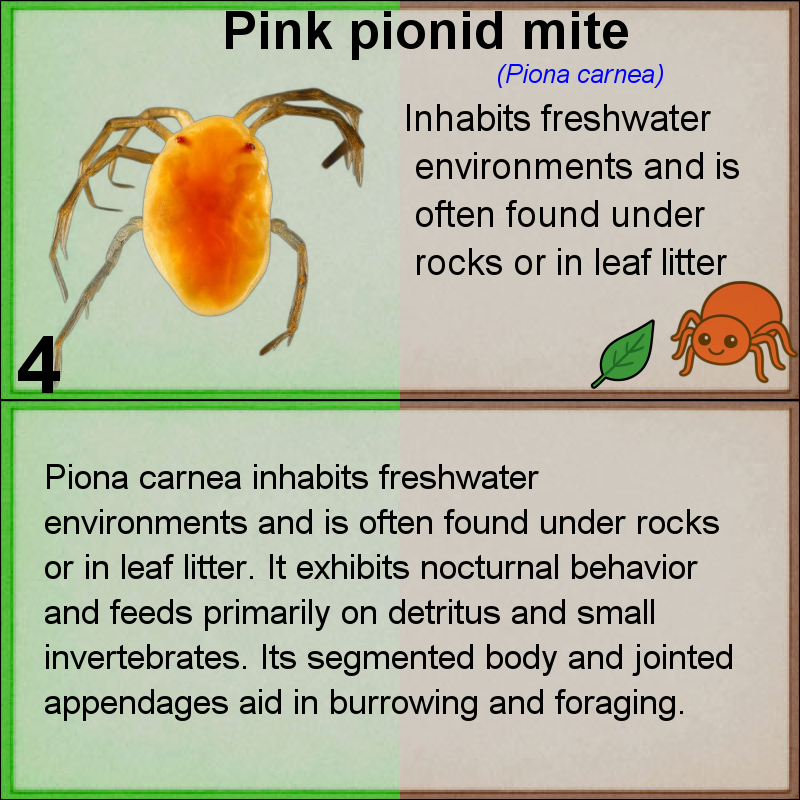 Pink pionid mite
(Piona carnea)
Inhabits freshwater
environments and is
often found under
rocks or in leaf litter
4
Piona carnea inhabits freshwater
environments and is often found under rocks
or in leaf litter. It exhibits nocturnal behavior
and feeds primarily on detritus and small
invertebrates. Its segmented body and jointed
appendages aid in burrowing and foraging.